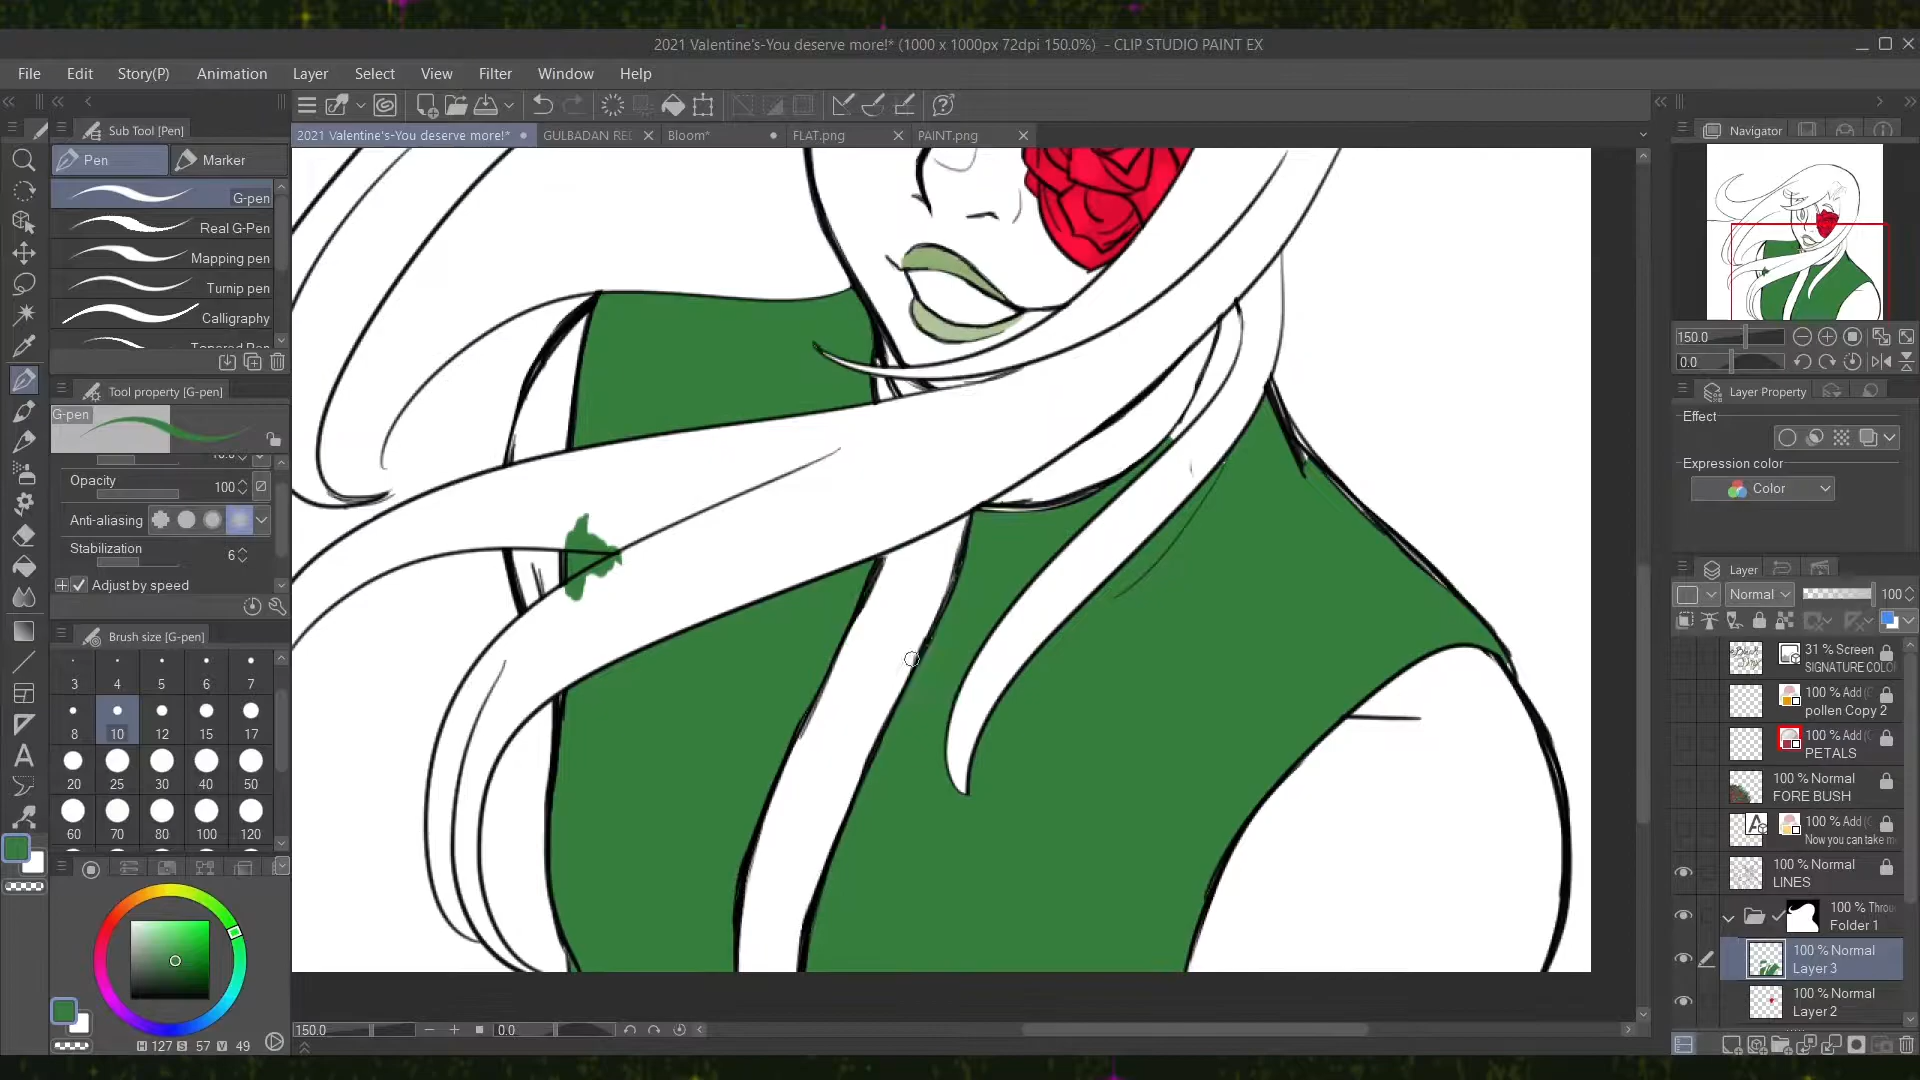 2021 Valentine's-You deserve more!* (1000 x 1000px 72dpi 150.0%) - CLIP STUDIO PAINT EX
File Edit Story(P) Animation Layer Select View Filter Window Help
Sub Tool [Pen]
2021 Valentine's-You deserve more!* GULBADAN RE Bloom* FLAT.png PAINT.png
Navigator
Pen Marker
G-pen
Real G-Pen
Mapping pen
Turnip pen
Calligraphy
150.0
0.0
Tool property [G-pen]
G-pen
Opacity 100
Anti-aliasing
Stabilization 6
Adjust by speed
Brush size [G-pen]
3 4 5 6 7
8 10 12 15 17
20 25 30 40 50
60 70 80 100 120
H 127 S 57 V 49
150.0 0.0
Layer Property
Effect
Expression color
Color
Layer
Normal 100
31 % Screen
SIGNATURE COLO
100 % Add (
pollen Copy 2
100 % Add (
PETALS
100 % Normal
FORE BUSH
100 % Add (
Now you can take m
100 % Normal
LINES
100 % Throu
Folder 1
100 % Normal
Layer 3
100 % Normal
Layer 2